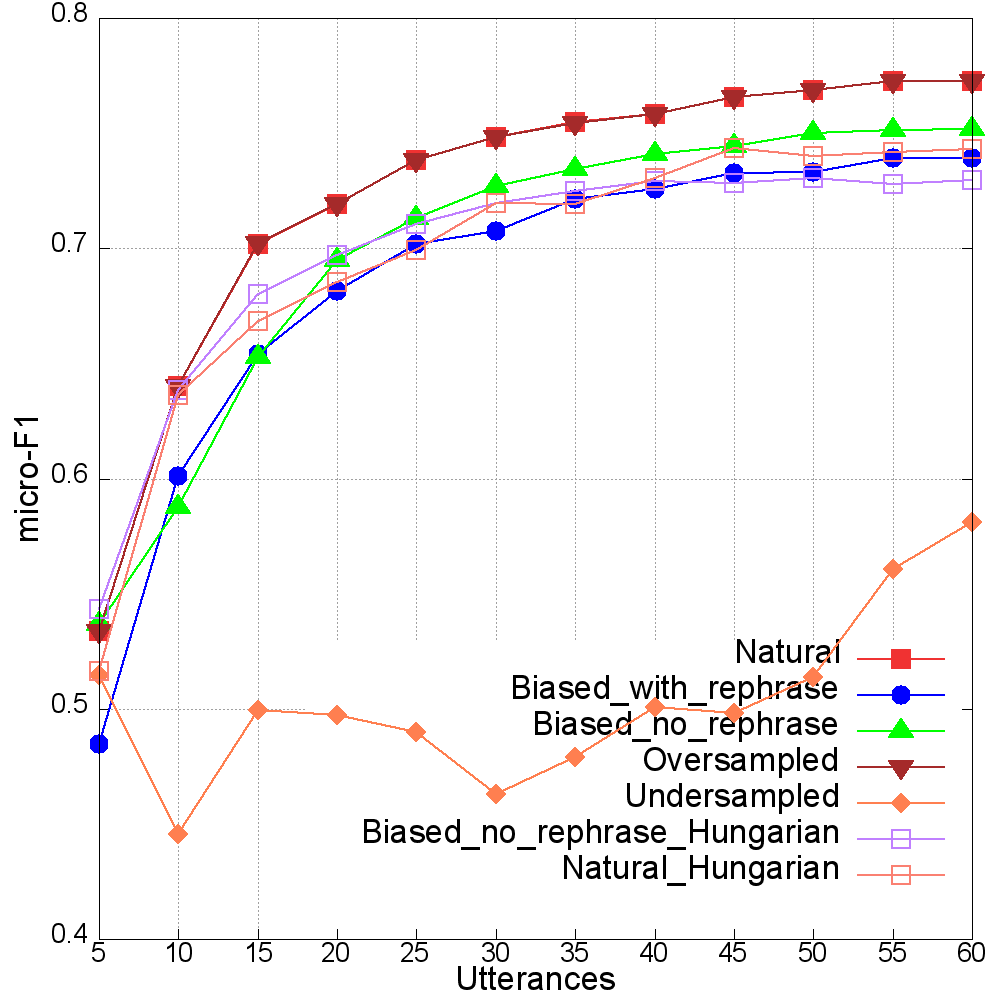 0.8
0.7
0.6
0.5
0.4
micro-F1
Natural
Biased_with_rephrase
Biased_no_rephrase
Oversampled
Undersampled
Biased_no_rephrase_Hungarian
Natural_Hungarian
5 10 15 20 25 30 35 40 45 50 55 60
Utterances